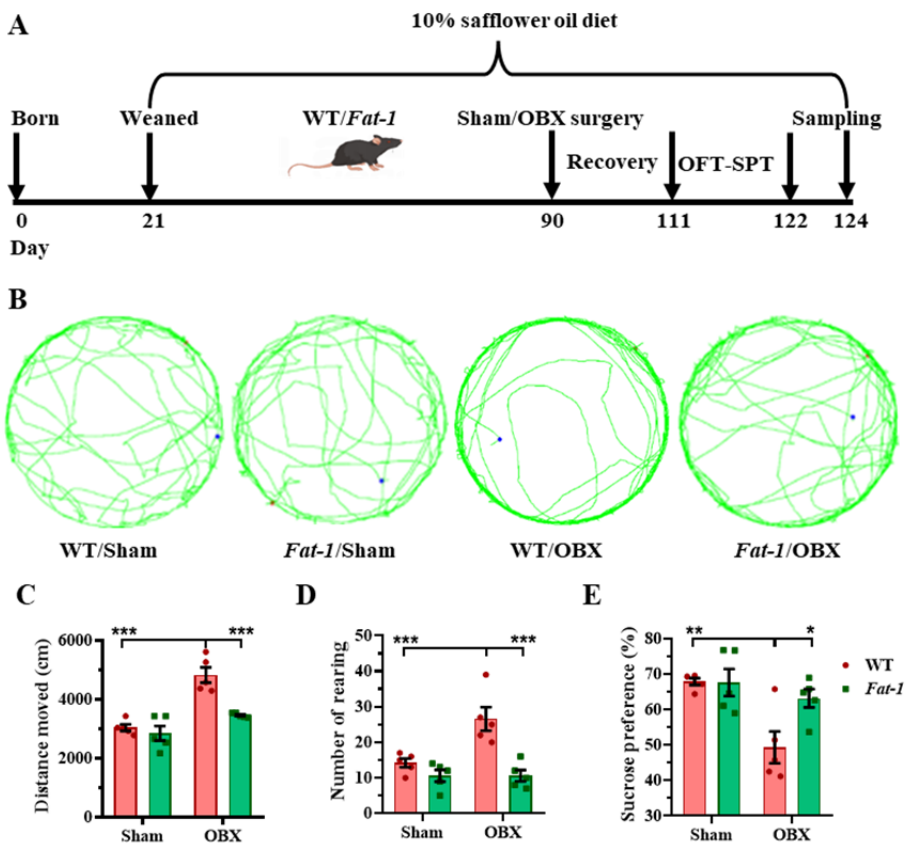 A
10% safflower oil diet
Born Weaned WT/Fat-1 Sham/OBX surgery Sampling
Recovery OFT-SPT
0 21 90 111 122 124
Day
B
WT/Sham Fat-1/Sham WT/OBX Fat-1/OBX
C
Distance moved (cm)
6000
4000
2000
0
*** ***
Sham OBX
D
Number of rearing
50
40
30
20
10
0
*** ***
Sham OBX
E
Sucrose preference (%)
80
70
60
50
40
30
** *
Sham OBX
WT
Fat-1